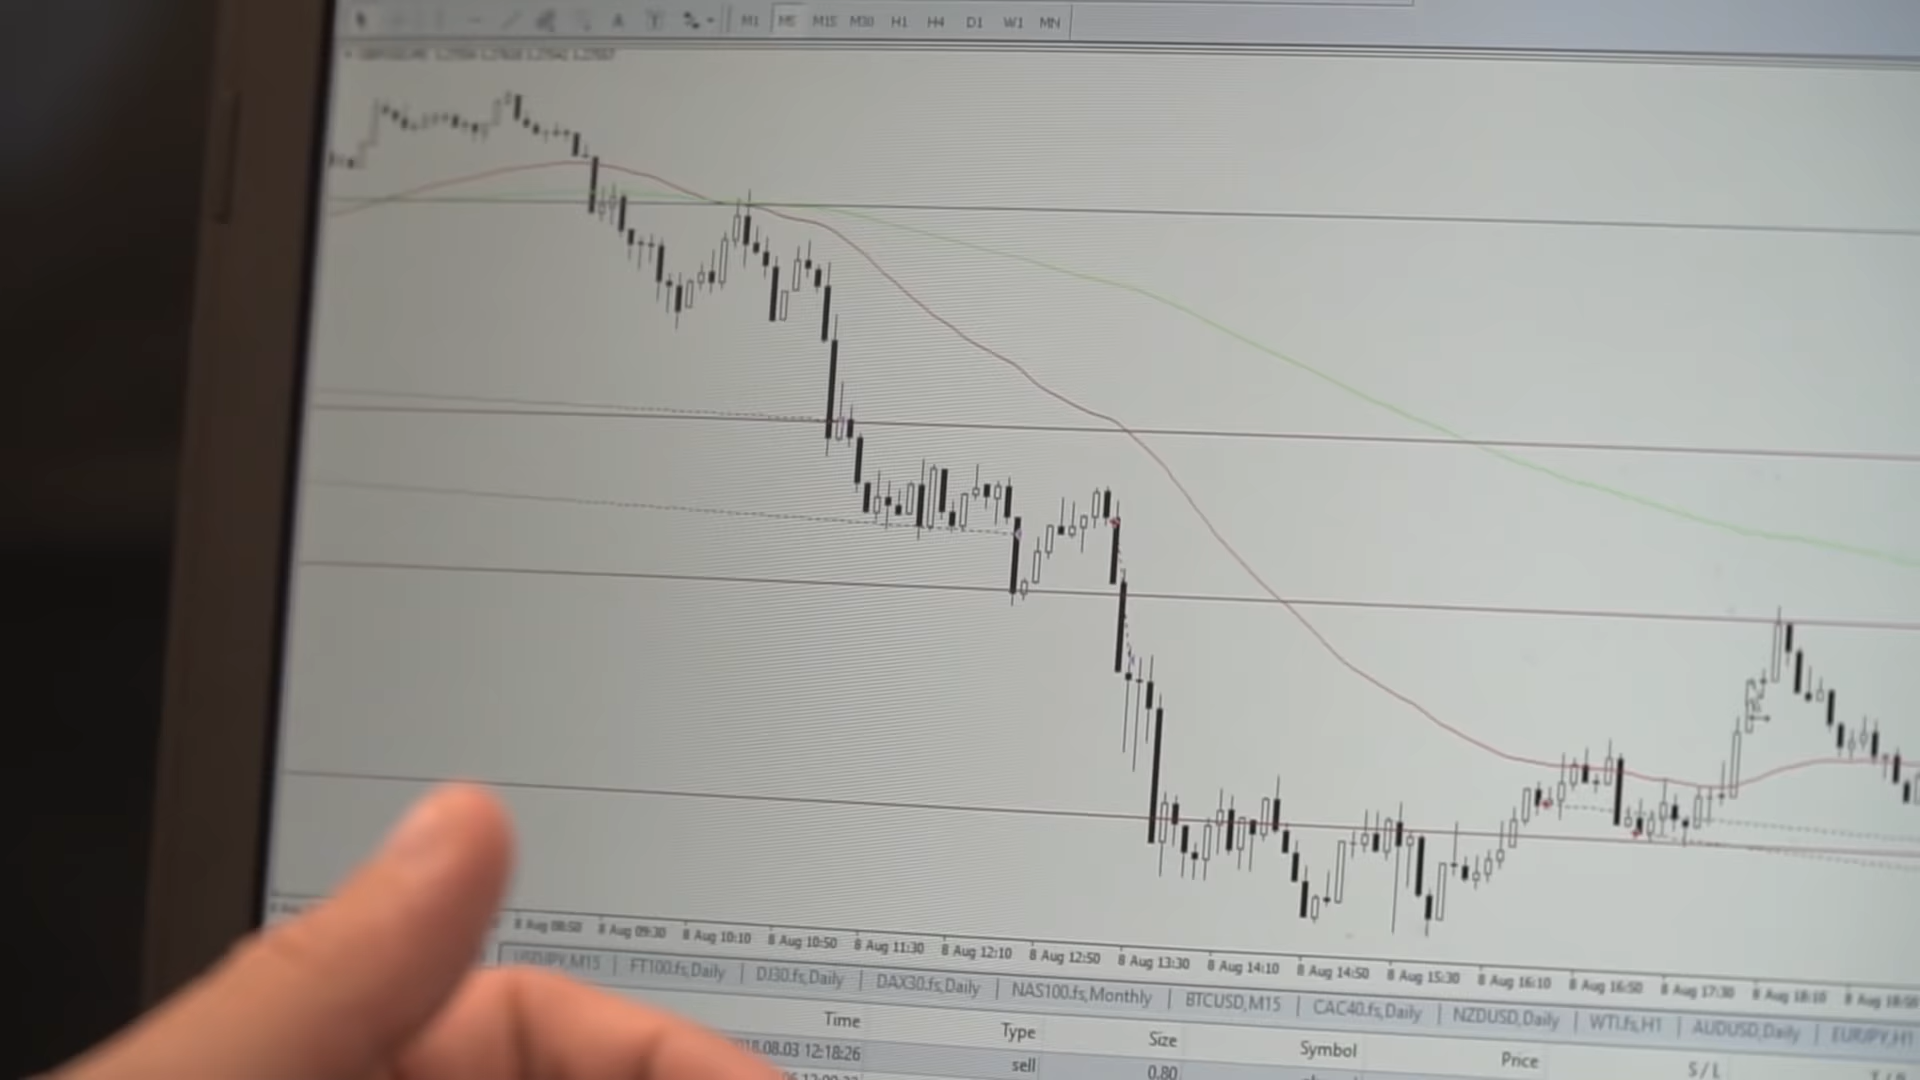 A T M1 M5 M15 M30 H1 H4 D1 W1 MN
8 Aug 08:50 8 Aug 09:30 8 Aug 10:10 8 Aug 10:50 8 Aug 11:30 8 Aug 12:10 8 Aug 12:50 8 Aug 13:30 8 Aug 14:10 8 Aug 14:50 8 Aug 15:30 8 Aug 16:10 8 Aug 16:50 8 Aug 17:30 8 Aug 18:10 8 Aug 18:50
USDJPY,M15 FT100.fs,Daily DJ30.fs,Daily DAX30.fs,Daily NAS100.fs,Monthly BTCUSD,M15 CAC40.fs,Daily NZDUSD,Daily WTI.fs,H1 AUDUSD,Daily EURJPY,H1
Time Type Size Symbol Price S / L
18.08.03 12:18:26 sell 0.80